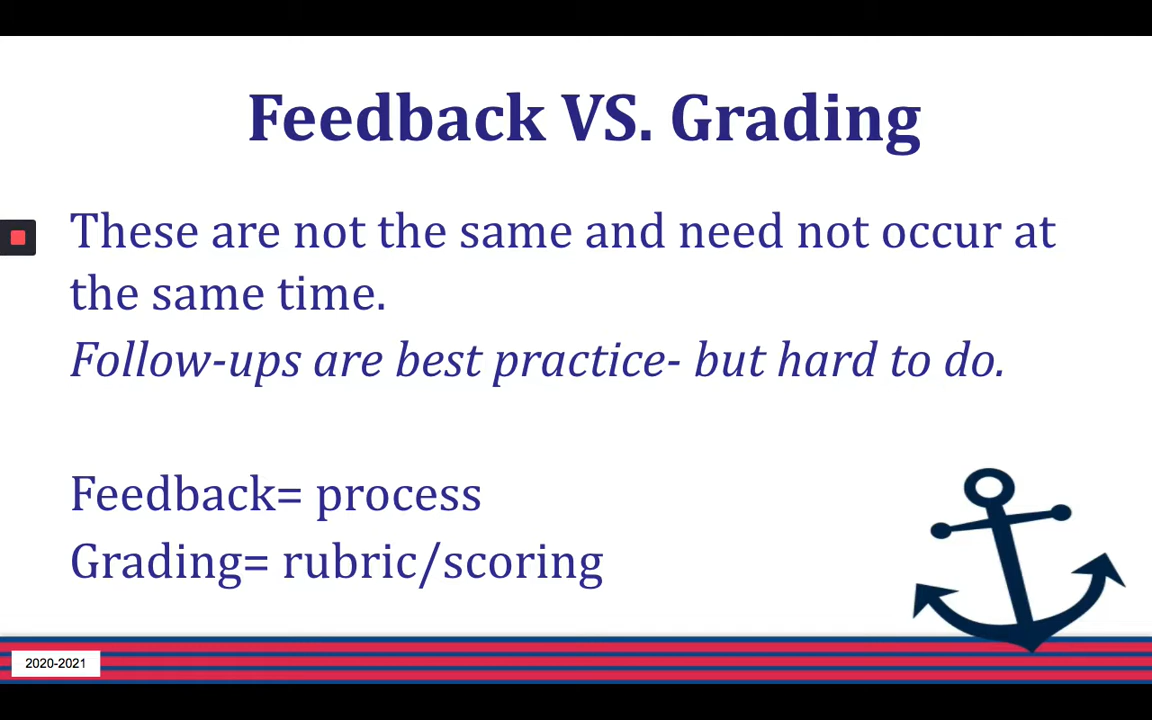 Feedback VS. Grading
These are not the same and need not occur at
the same time.
Follow-ups are best practice- but hard to do.
Feedback= process
Grading= rubric/scoring
2020-2021